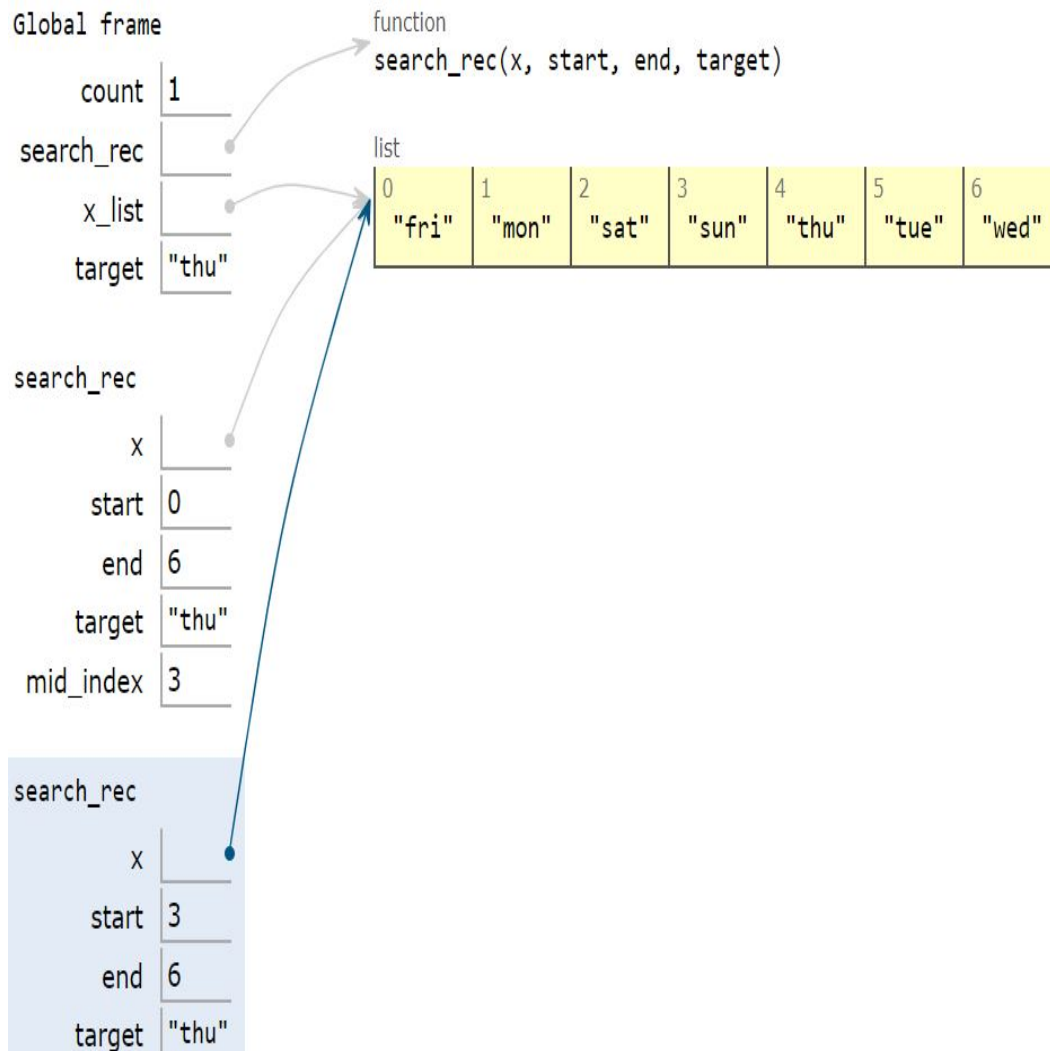 Global frame
count 1
search_rec
x_list
target "thu"
function
search_rec(x, start, end, target)
list
0 1 2 3 4 5 6
"fri" "mon" "sat" "sun" "thu" "tue" "wed"
search_rec
x
start 0
end 6
target "thu"
mid_index 3
search_rec
x
start 3
end 6
target "thu"